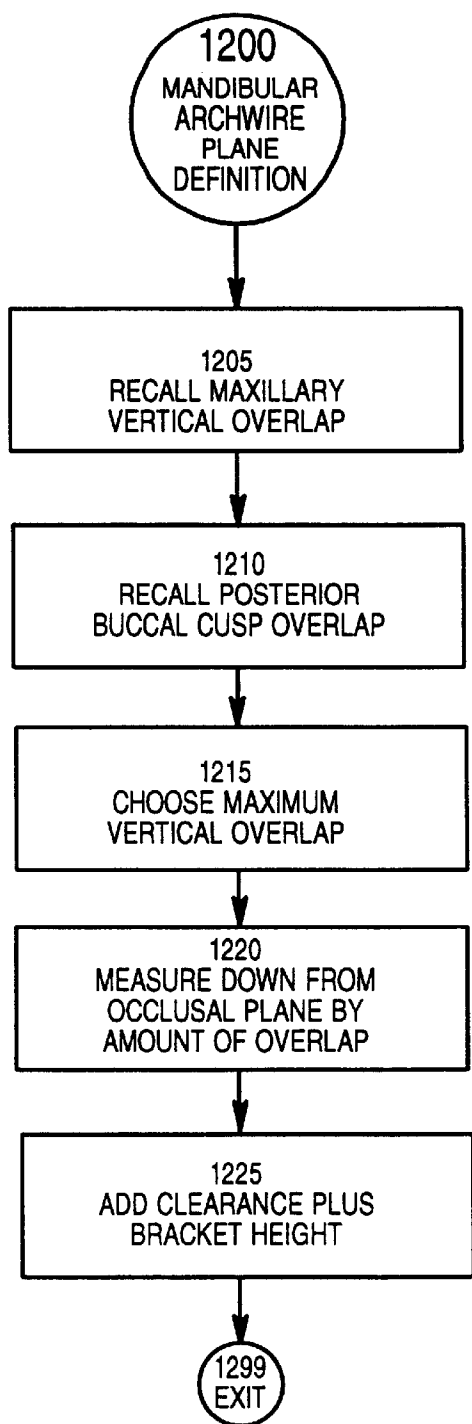 1200
MANDIBULAR
ARCHWIRE
PLANE
DEFINITION
1205
RECALL MAXILLARY
VERTICAL OVERLAP
1210
RECALL POSTERIOR
BUCCAL CUSP OVERLAP
1215
CHOOSE MAXIMUM
VERTICAL OVERLAP
1220
MEASURE DOWN FROM
OCCLUSAL PLANE BY
AMOUNT OF OVERLAP
1225
ADD CLEARANCE PLUS
BRACKET HEIGHT
1299
EXIT